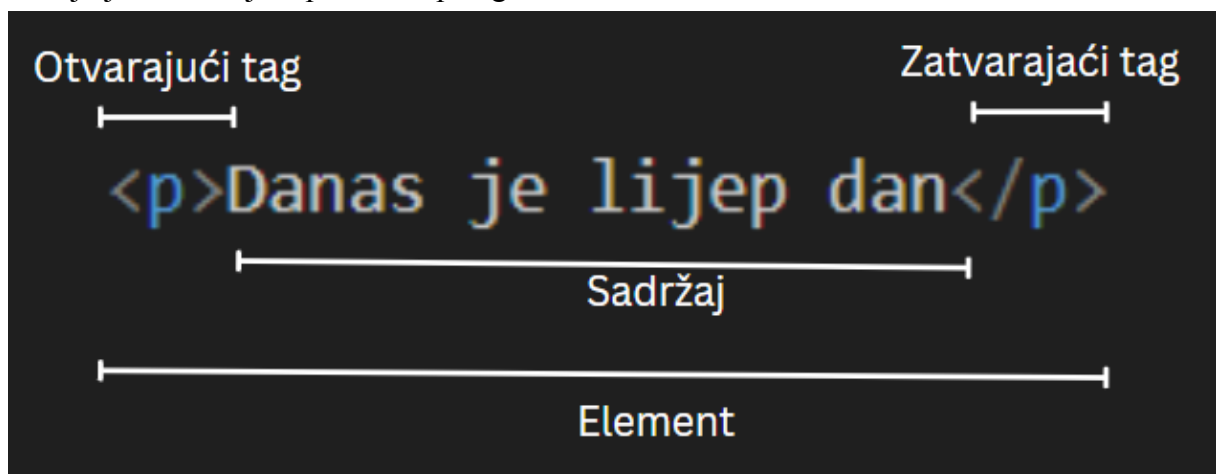 Otvarajući tag
Zatvarajaći tag
<p>Danas je lijep dan</p>
Sadržaj
Element